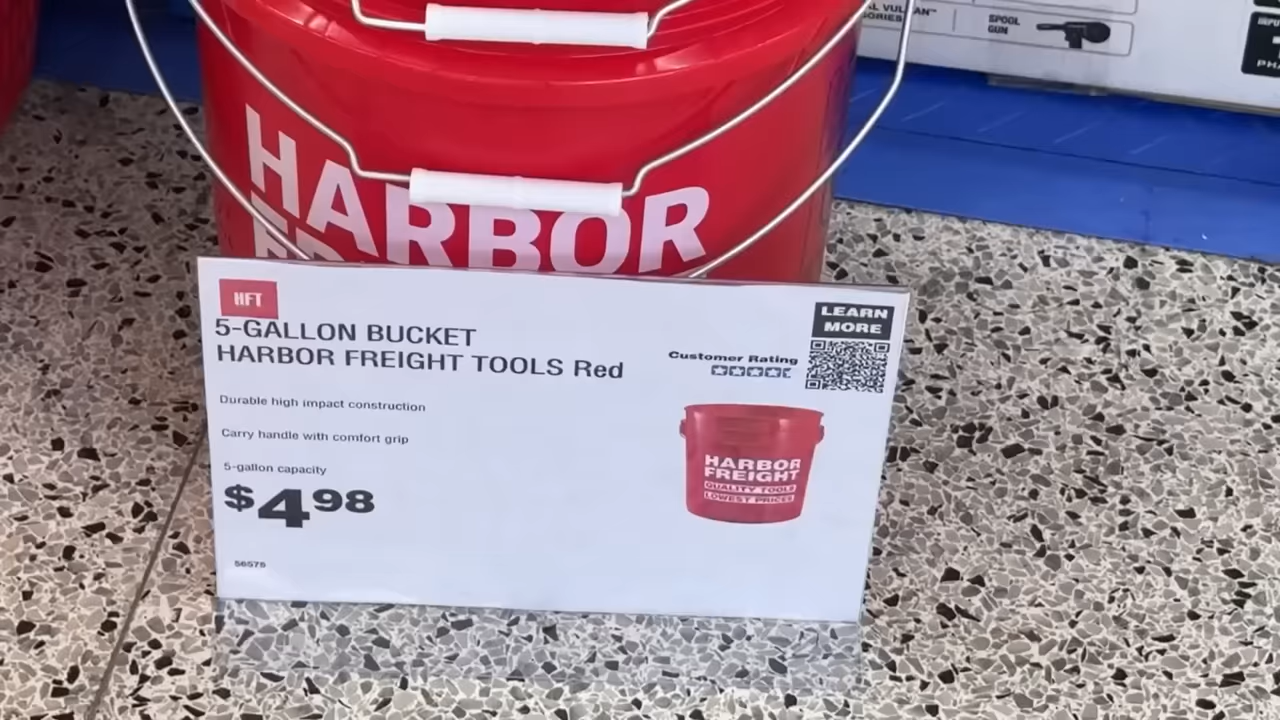 SPOOL
GUN
HARBOR
HFT
5-GALLON BUCKET
HARBOR FREIGHT TOOLS Red
LEARN
MORE
Customer Rating
Durable high impact construction
Carry handle with comfort grip
5-gallon capacity
$498
HARBOR
FREIGHT
QUALITY TOOLS
LOWEST PRICES